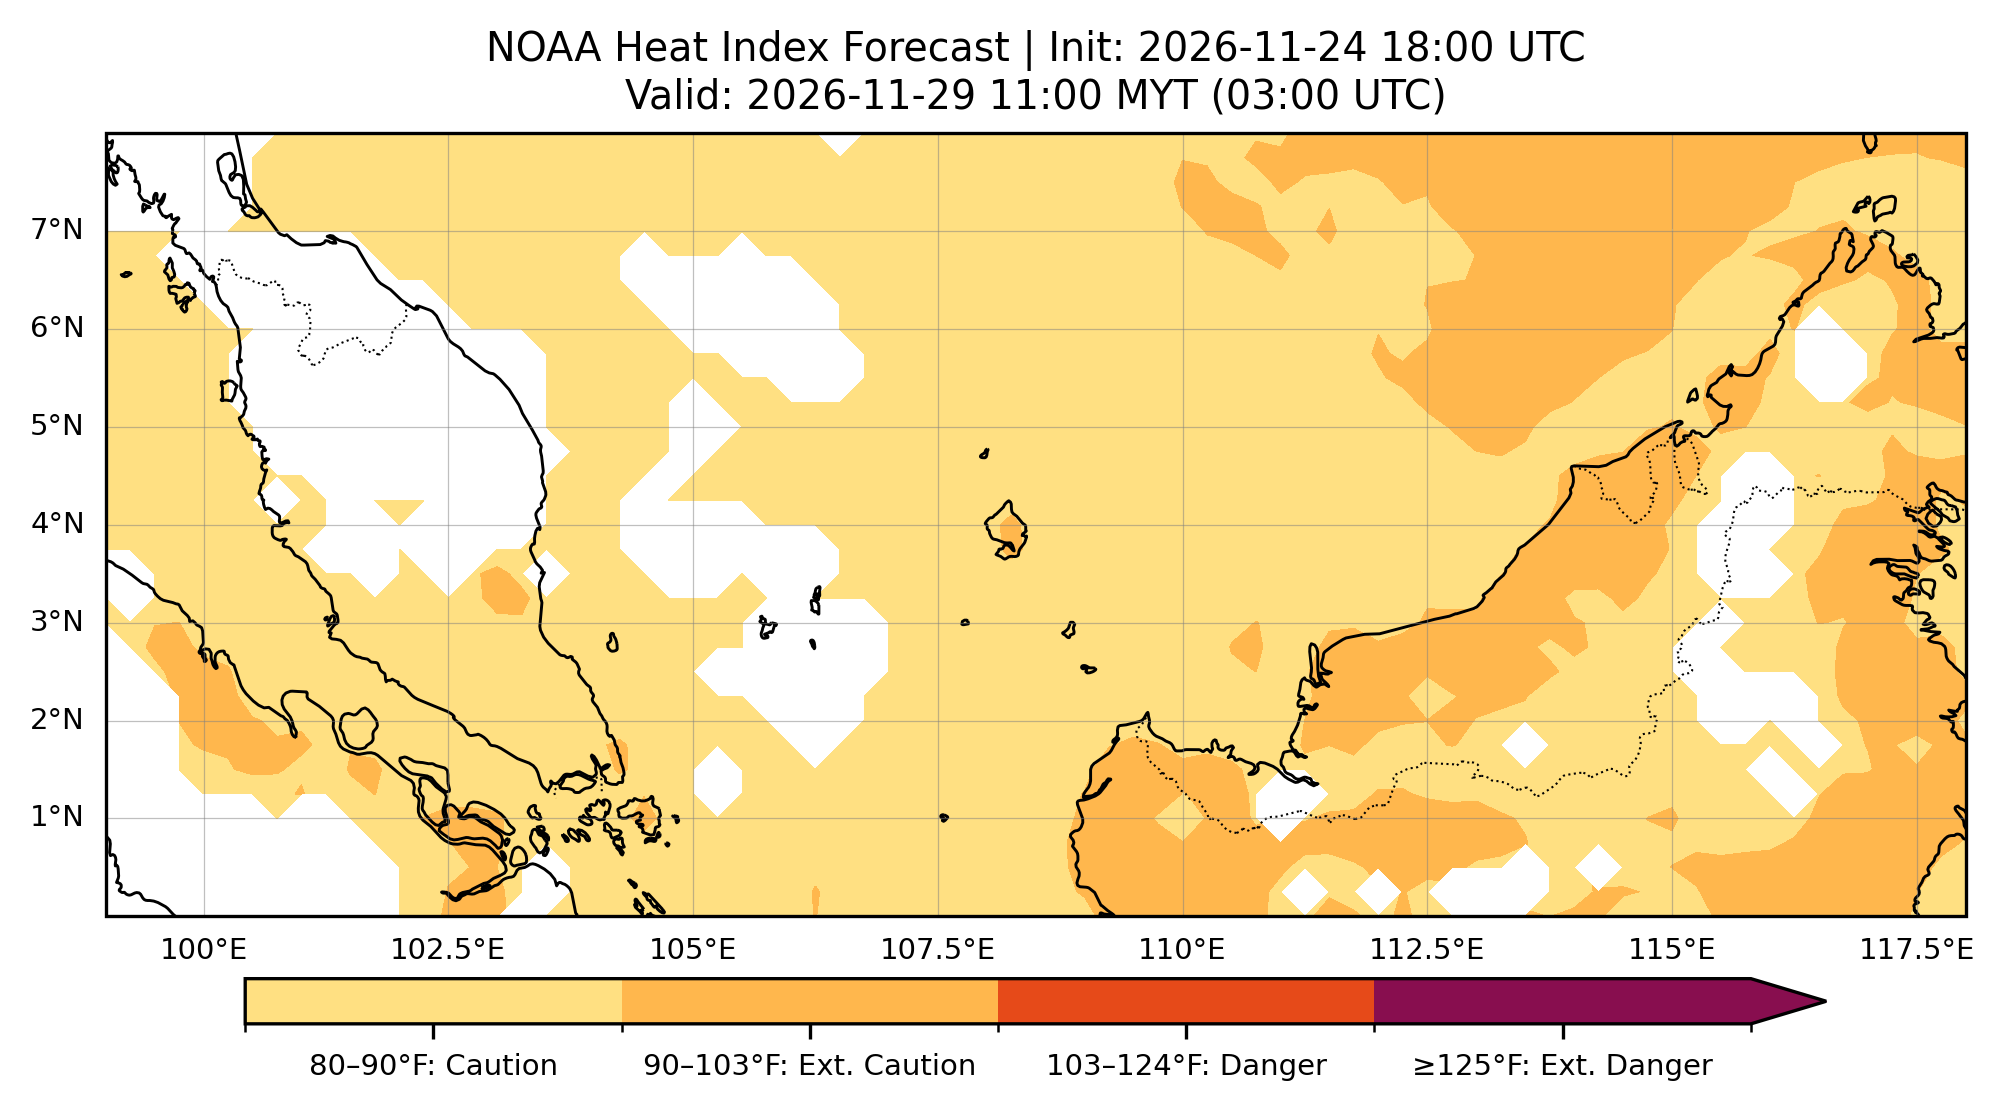 NOAA Heat Index Forecast | Init: 2026-11-24 18:00 UTC
Valid: 2026-11-29 11:00 MYT (03:00 UTC)
7°N
6°N
5°N
4°N
3°N
2°N
1°N
100°E
102.5°E
105°E
107.5°E
110°E
112.5°E
115°E
117.5°E
80–90°F: Caution
90–103°F: Ext. Caution
103–124°F: Danger
≥125°F: Ext. Danger